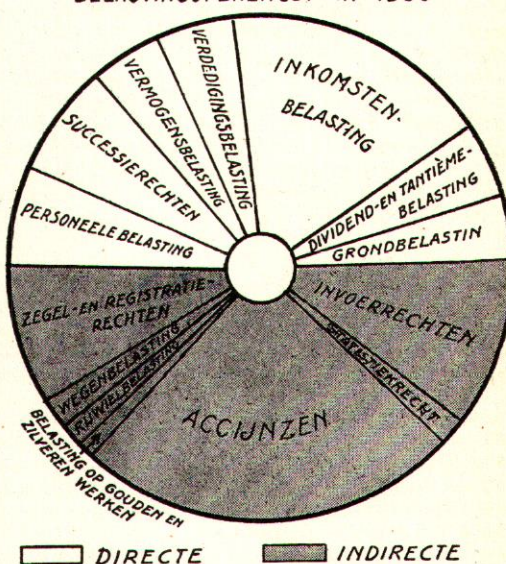 INKOMSTEN-
BELASTING
DIVIDEND-EN TANTIÈME-
BELASTING
GRONDBELASTIN
INVOERRECHTEN
STATISTIEKRECHT
ACCIJNZEN
BELASTING OP GOUDEN EN
ZILVEREN WERKEN
RIJWIELBELASTING
WEGENBELASTING
ZEGEL-EN REGISTRATIE-
RECHTEN
PERSONEELE BELASTING
SUCCESSIERECHTEN
VERMOGENSBELASTING
VERDEDIGINGSBELASTING
DIRECTE
INDIRECTE